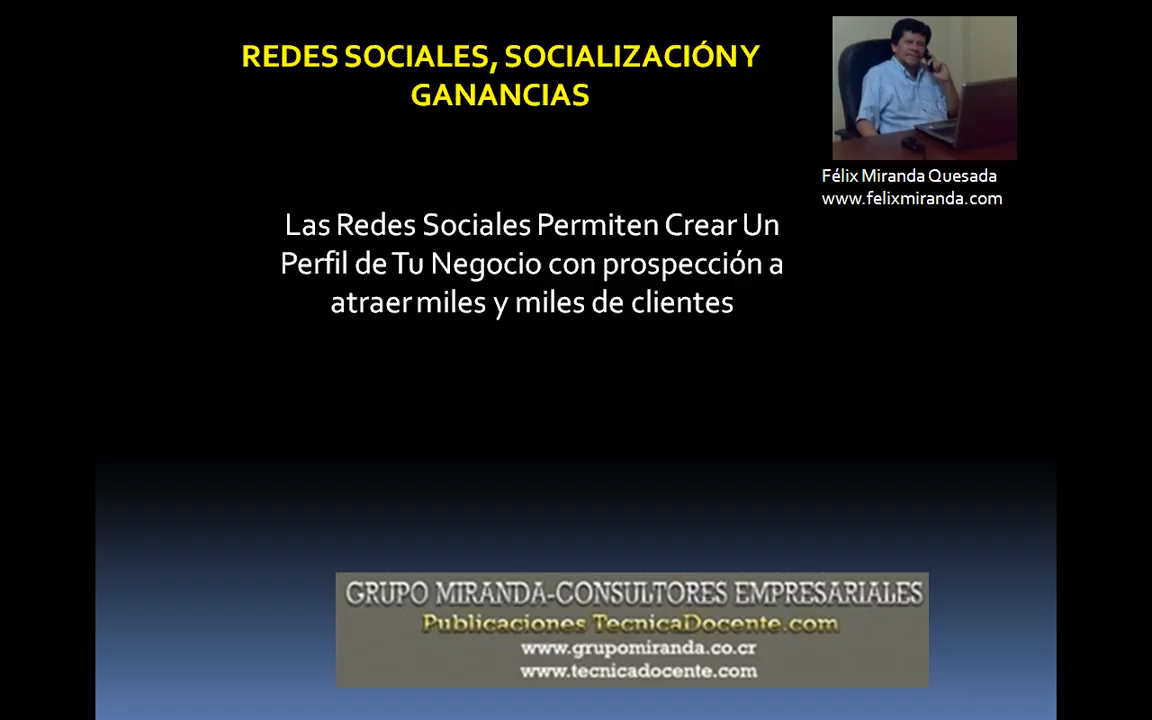 REDES SOCIALES, SOCIALIZACIÓN Y
GANANCIAS
Félix Miranda Quesada
www.felixmiranda.com
Las Redes Sociales Permiten Crear Un
Perfil de Tu Negocio con prospección a
atraer miles y miles de clientes
GRUPO MIRANDA-CONSULTORES EMPRESARIALES
Publicaciones TecnicaDocente.com
www.grupomiranda.co.cr
www.tecnicadocente.com